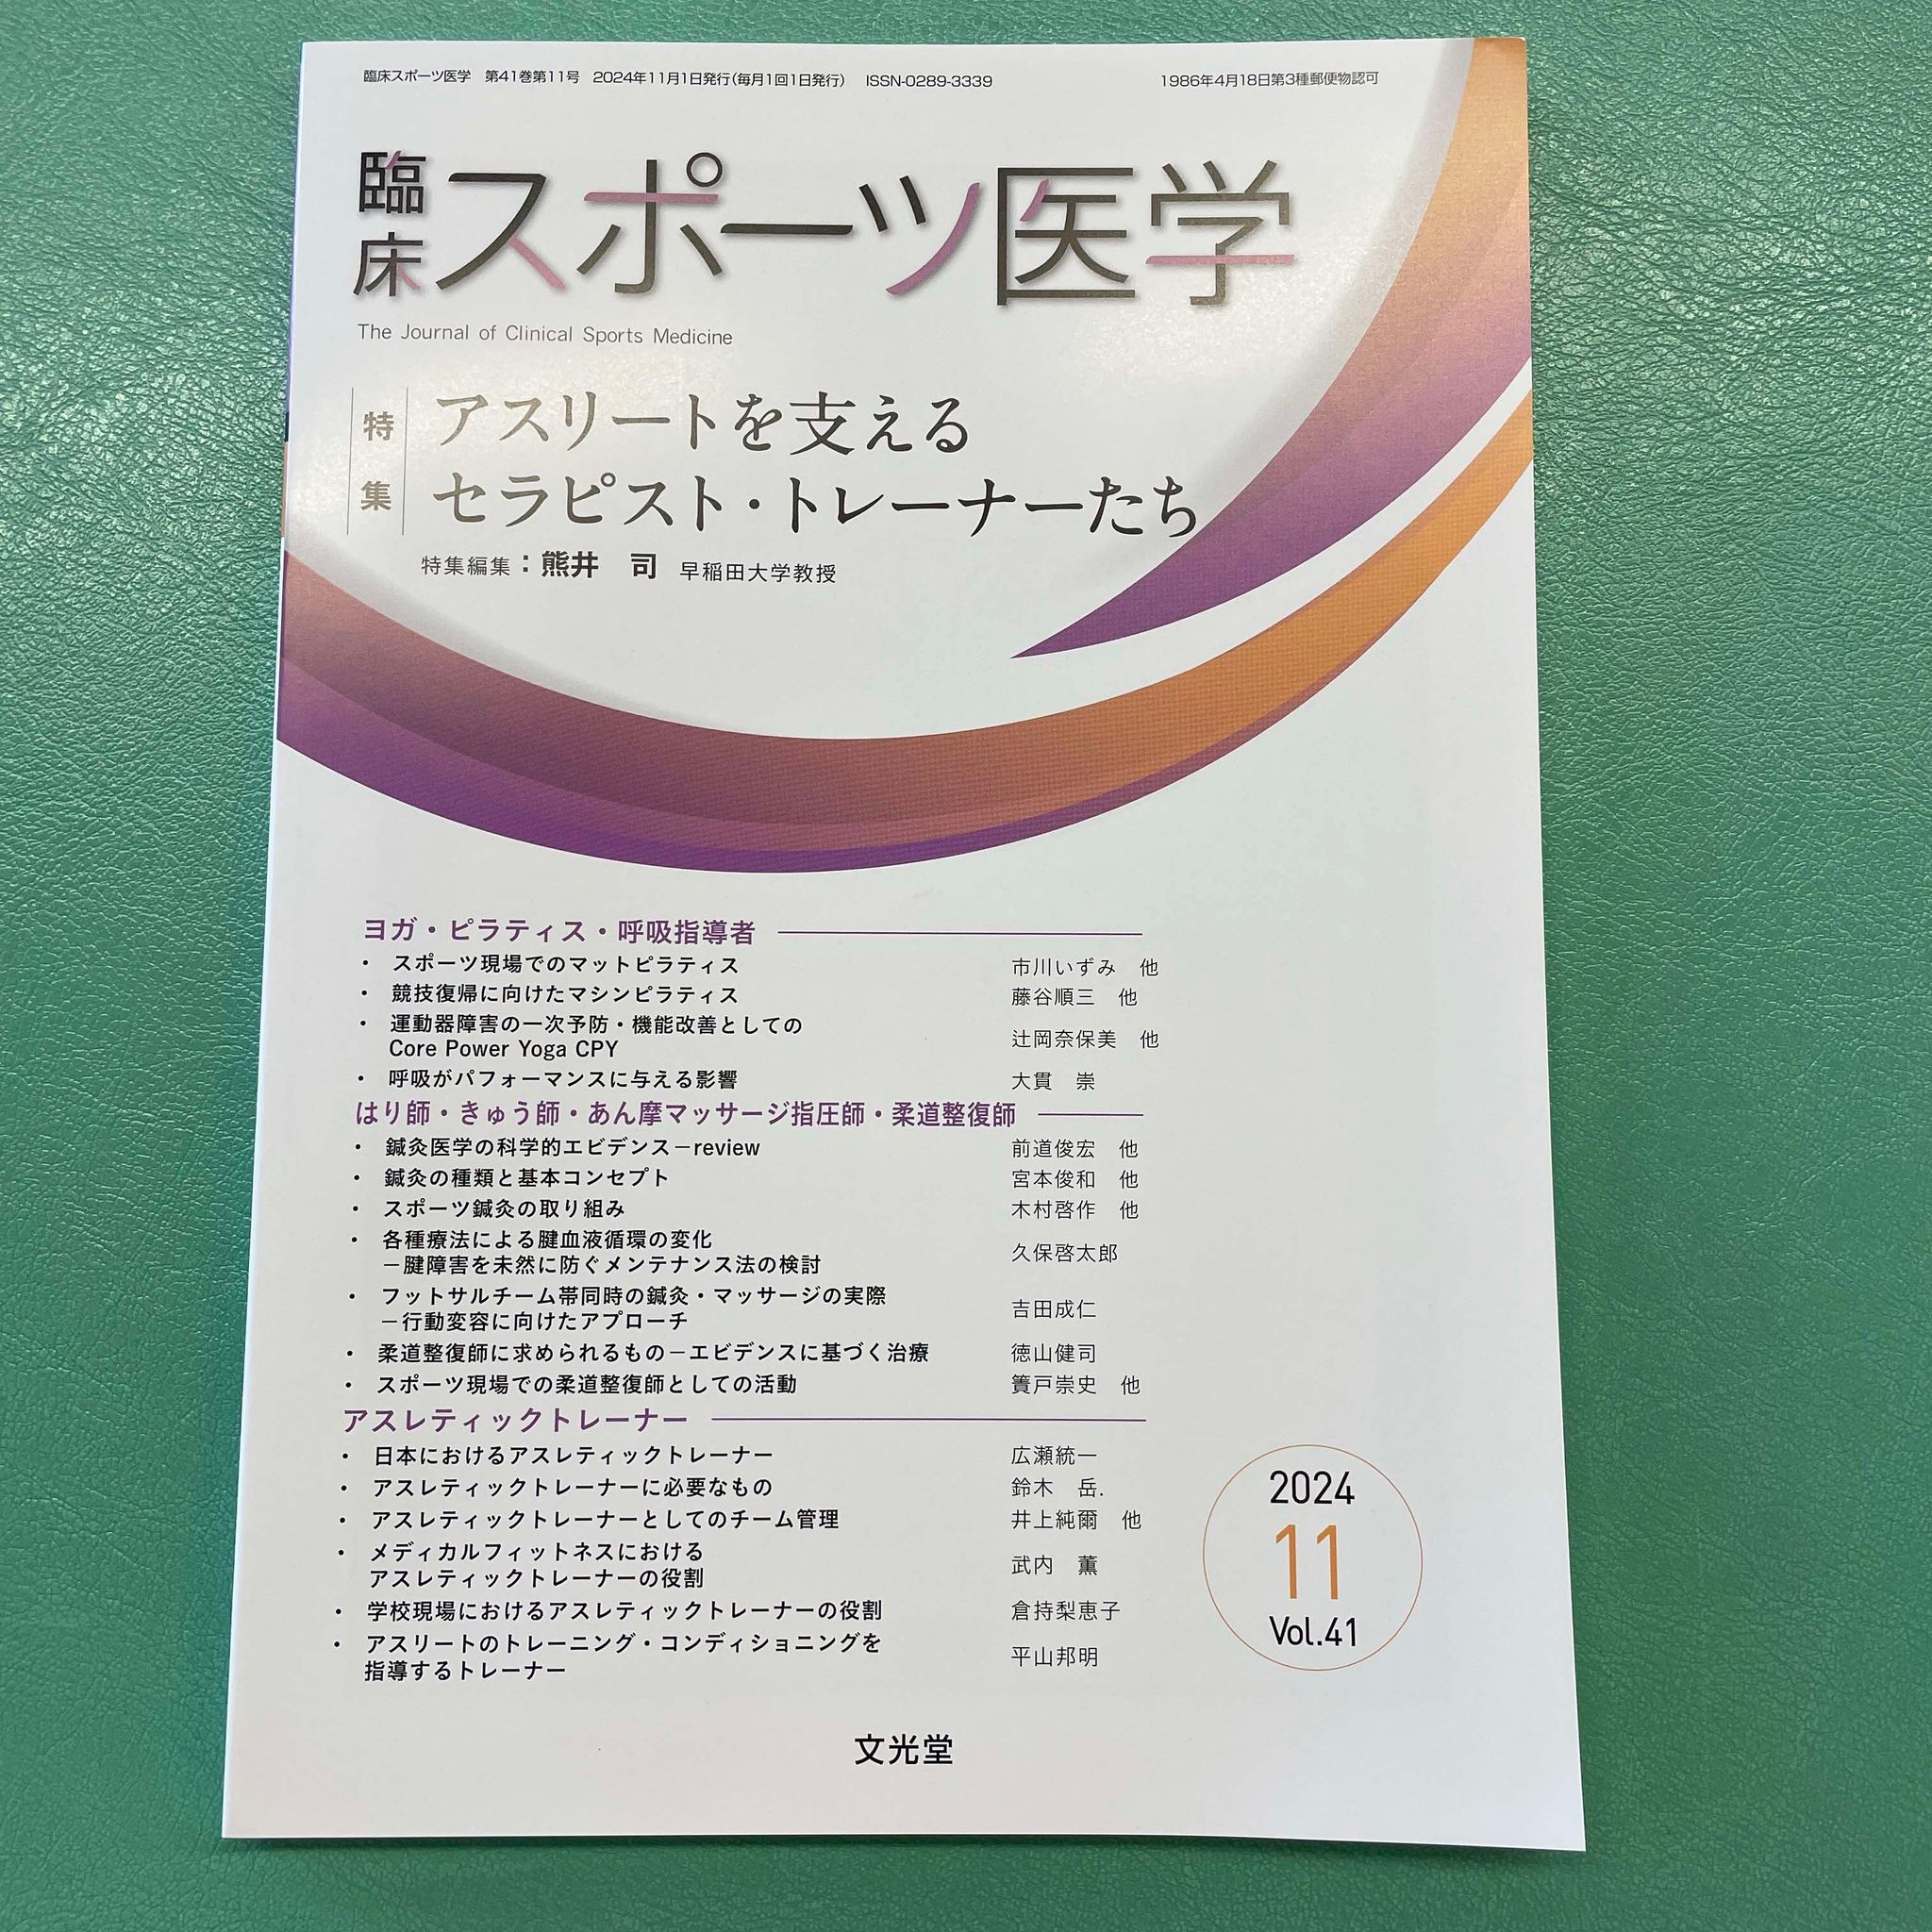 臨床スポーツ医学　第41巻第11号　2024年11月1日発行（毎月1回1日発行）　ISSN-0289-3339
1986年4月18日第3種郵便物認可
臨床スポーツ医学
The Journal of Clinical Sports Medicine
特集
アスリートを支える
セラピスト・トレーナーたち
特集編集：熊井　司　早稲田大学教授
ヨガ・ピラティス・呼吸指導者
・ スポーツ現場でのマットピラティス　市川いずみ　他
・ 競技復帰に向けたマシンピラティス　藤谷順三　他
・ 運動器障害の一次予防・機能改善としての
Core Power Yoga CPY　辻岡奈保美　他
・ 呼吸がパフォーマンスに与える影響　大貫　崇
はり師・きゅう師・あん摩マッサージ指圧師・柔道整復師
・ 鍼灸医学の科学的エビデンス－review　前道俊宏　他
・ 鍼灸の種類と基本コンセプト　宮本俊和　他
・ スポーツ鍼灸の取り組み　木村啓作　他
・ 各種療法による腱血液循環の変化
－腱障害を未然に防ぐメンテナンス法の検討　久保啓太郎
・ フットサルチーム帯同時の鍼灸・マッサージの実際
－行動変容に向けたアプローチ　吉田成仁
・ 柔道整復師に求められるもの－エビデンスに基づく治療　徳山健司
・ スポーツ現場での柔道整復師としての活動　簀戸崇史　他
アスレティックトレーナー
・ 日本におけるアスレティックトレーナー　広瀬統一
・ アスレティックトレーナーに必要なもの　鈴木　岳.
・ アスレティックトレーナーとしてのチーム管理　井上純爾　他
・ メディカルフィットネスにおける
アスレティックトレーナーの役割　武内　薫
・ 学校現場におけるアスレティックトレーナーの役割　倉持梨恵子
・ アスリートのトレーニング・コンディショニングを
指導するトレーナー　平山邦明
2024
11
Vol.41
文光堂